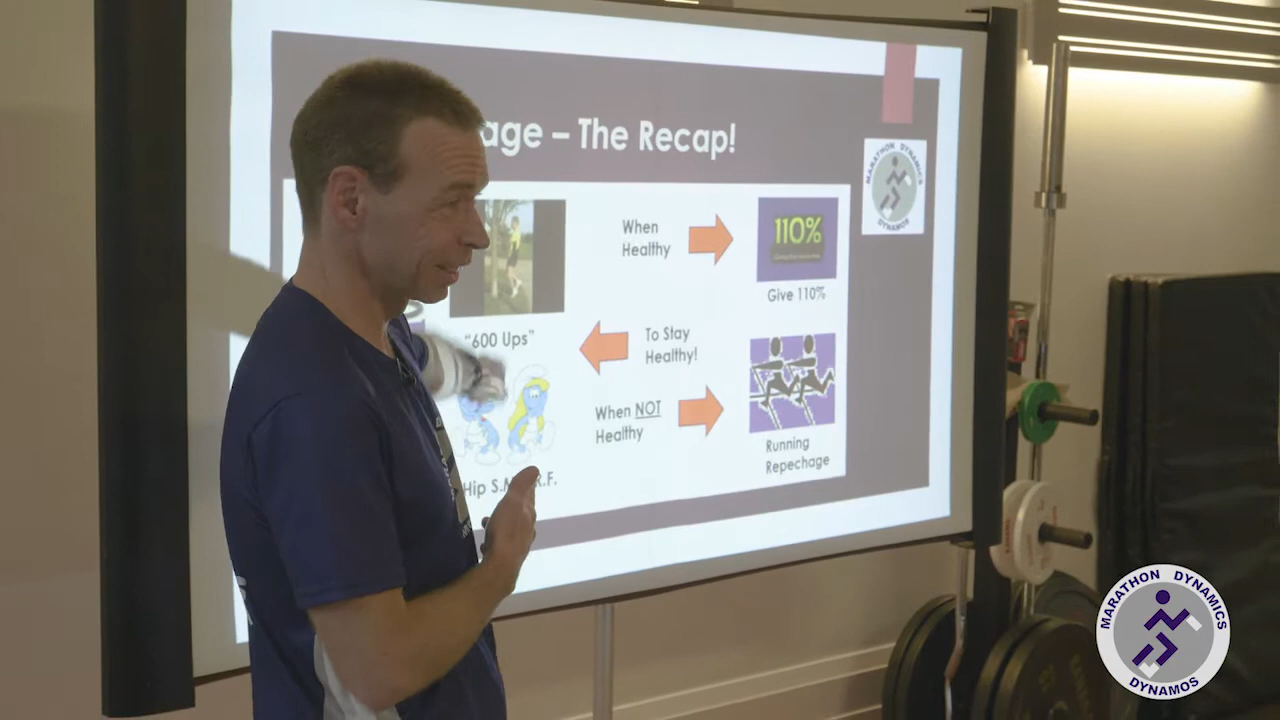 age – The Recap!
MARATHON DYNAMICS
DYNAMOS
When
Healthy
110%
Give 110%
"600 Ups"
To Stay
Healthy!
When NOT
Healthy
Running
Repechage
Hip S.M R.F.
MARATHON DYNAMICS
DYNAMOS